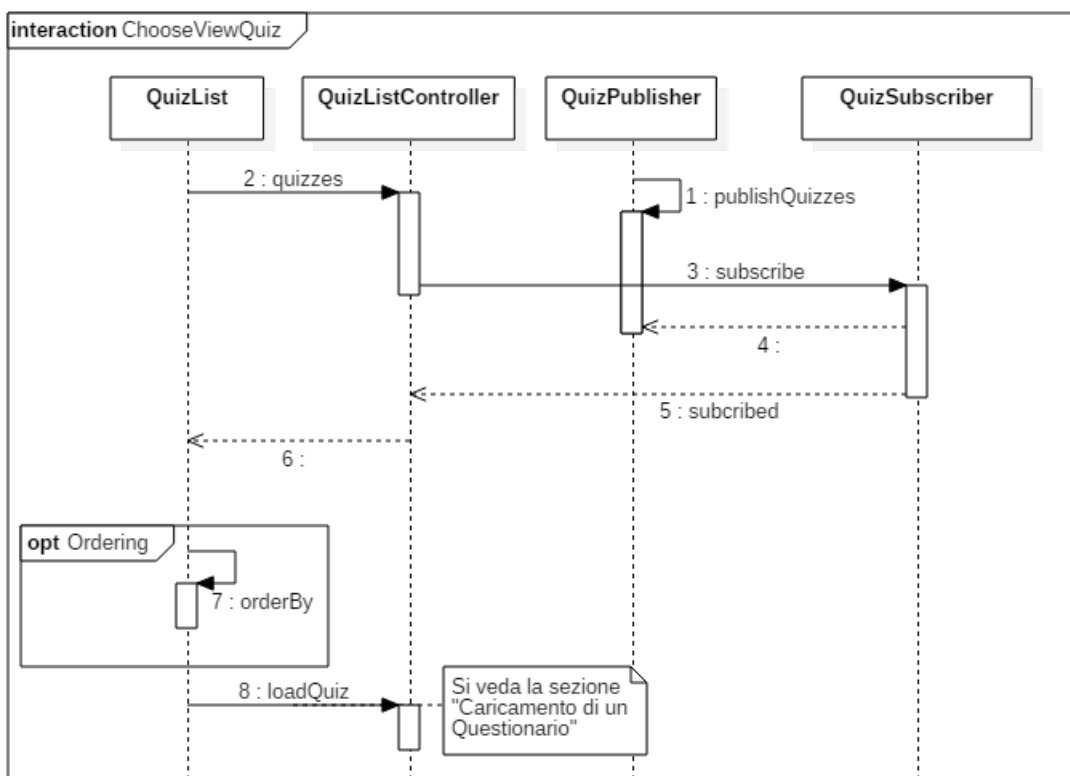 interaction ChooseViewQuiz
QuizList
QuizListController
QuizPublisher
QuizSubscriber
2 : quizzes
1 : publishQuizzes
3 : subscribe
4 :
5 : subcribed
6 :
opt Ordering
7 : orderBy
8 : loadQuiz
Si veda la sezione
"Caricamento di un
Questionario"